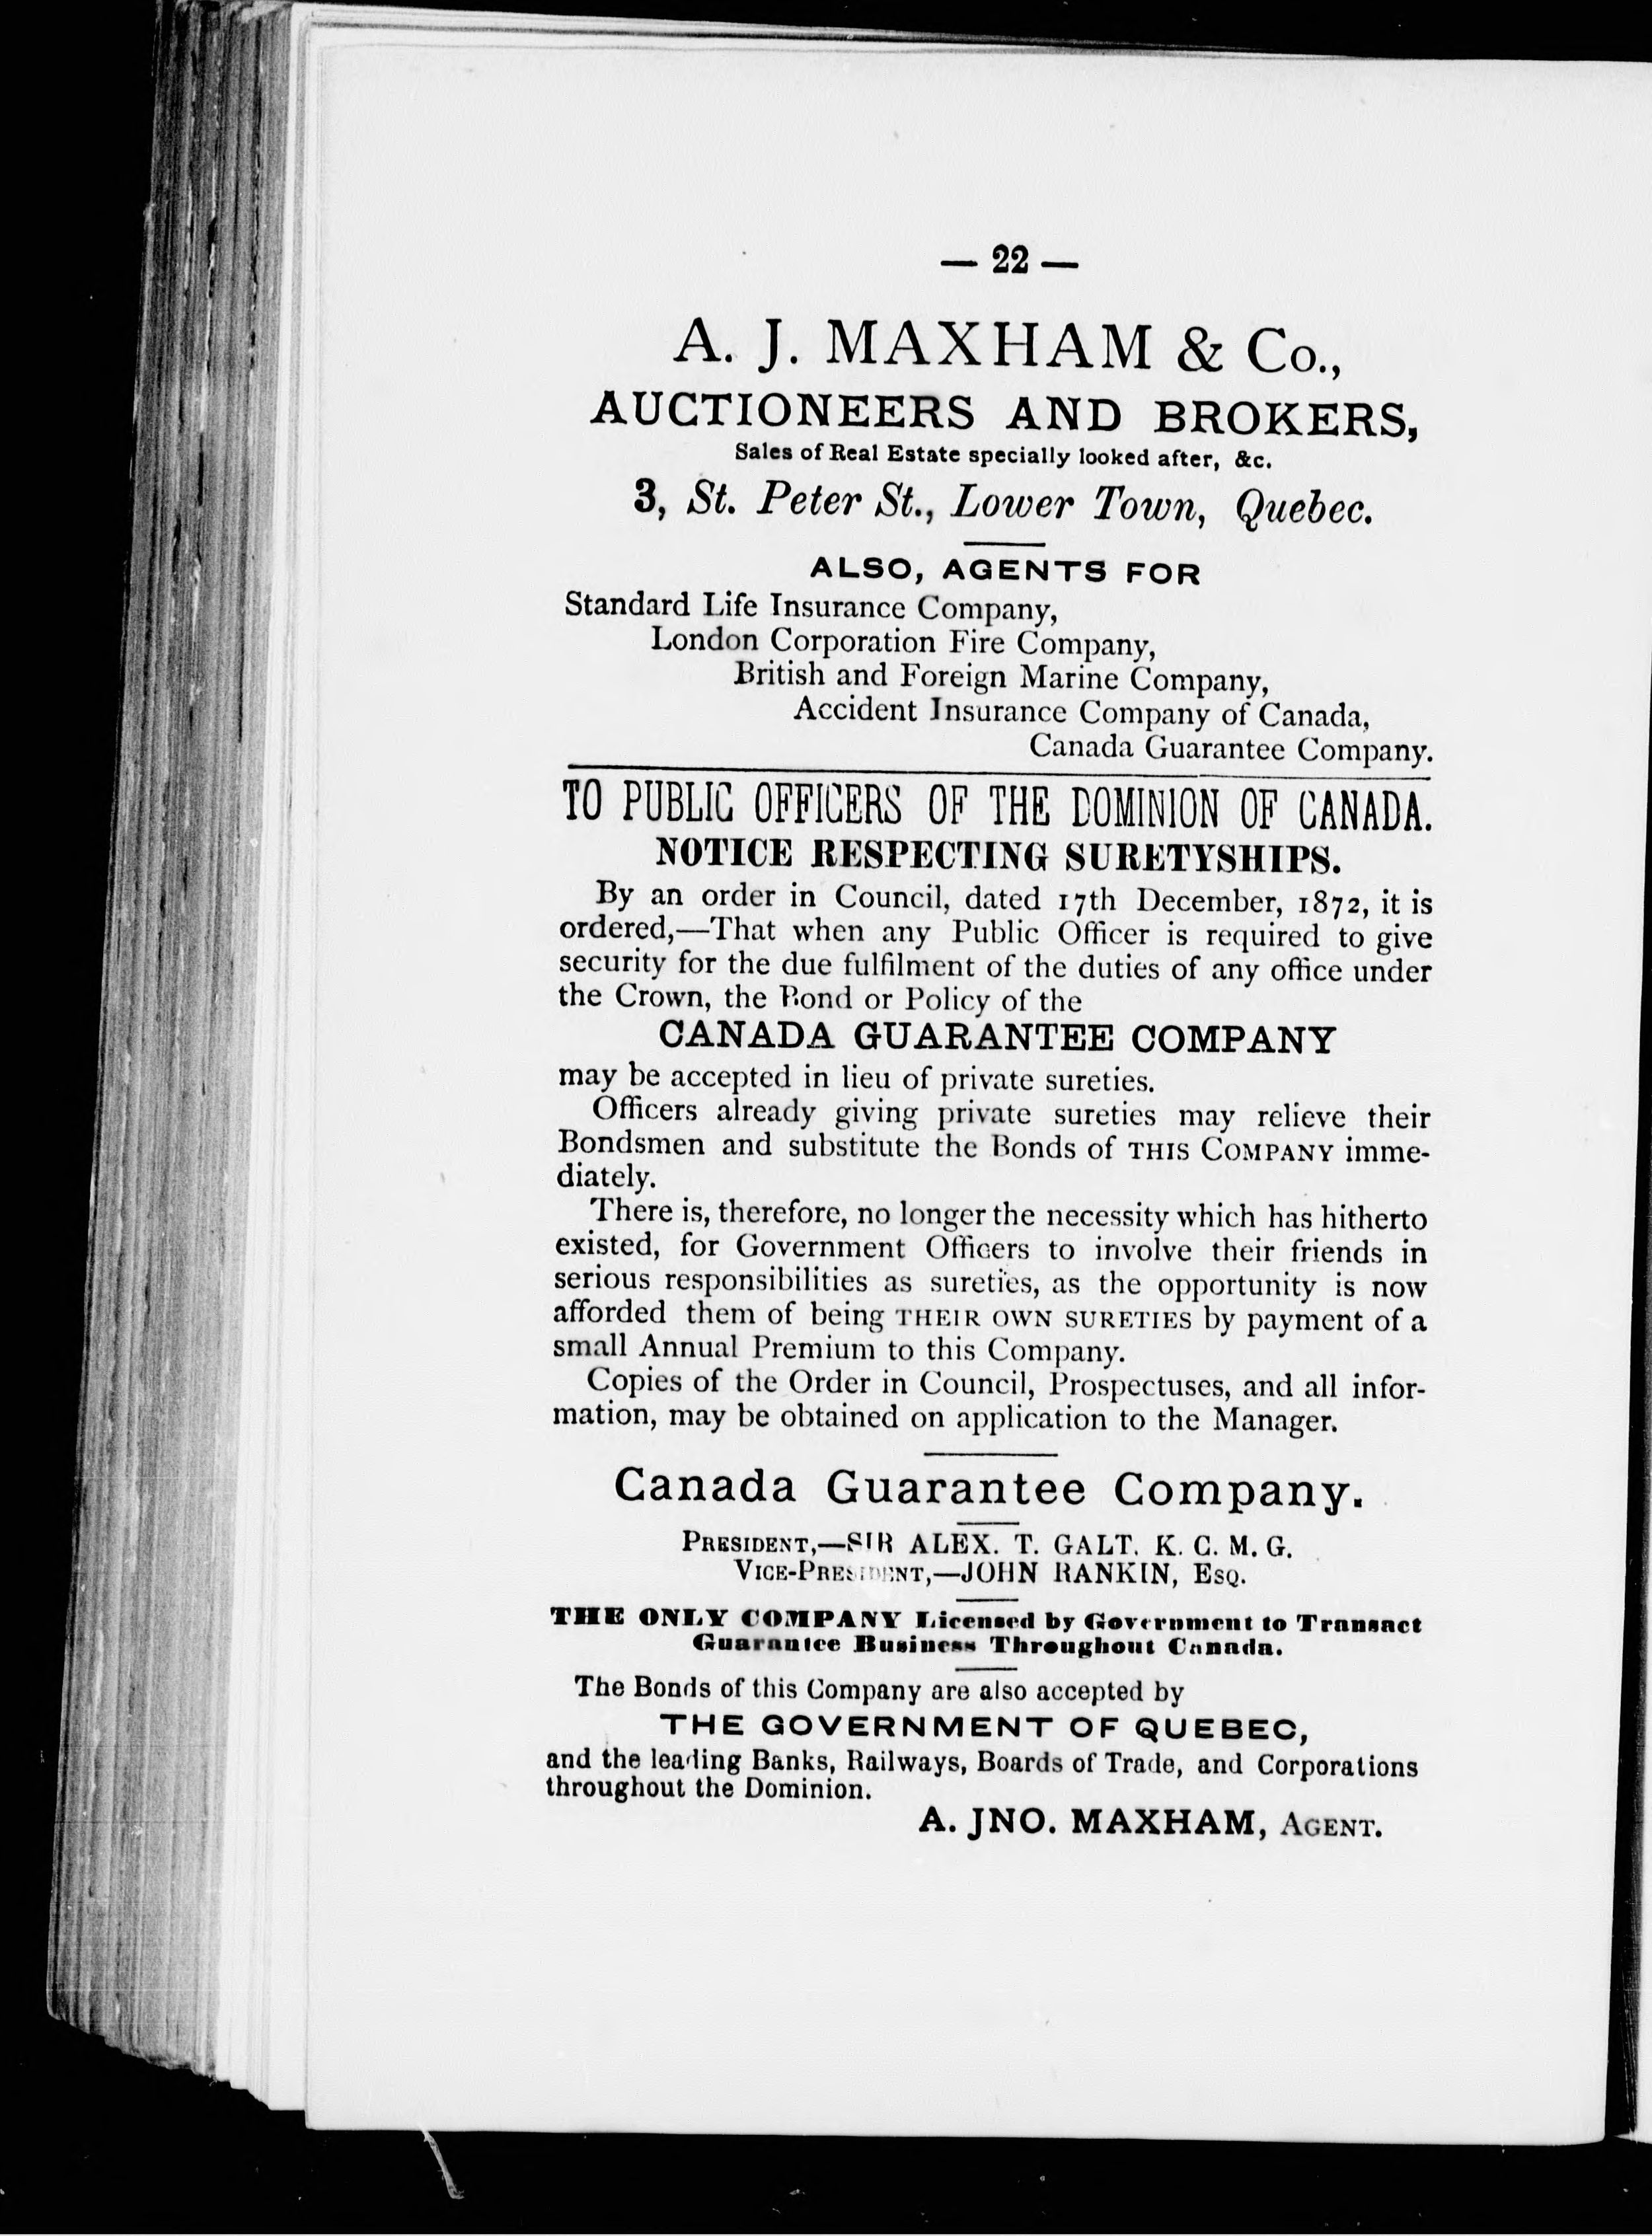 — 22 —
A. J. MAXHAM & Co.,
AUCTIONEERS AND BROKERS,
Sales of Real Estate specially looked after, &c.
3, St. Peter St., Lower Town, Quebec.
ALSO, AGENTS FOR
Standard Life Insurance Company,
London Corporation Fire Company,
British and Foreign Marine Company,
Accident Insurance Company of Canada,
Canada Guarantee Company.
TO PUBLIC OFFICERS OF THE DOMINION OF CANADA.
NOTICE RESPECTING SURETYSHIPS.
By an order in Council, dated 17th December, 1872, it is
ordered,—That when any Public Officer is required to give
security for the due fulfilment of the duties of any office under
the Crown, the Bond or Policy of the
CANADA GUARANTEE COMPANY
may be accepted in lieu of private sureties.
Officers already giving private sureties may relieve their
Bondsmen and substitute the Bonds of THIS COMPANY imme-
diately.
There is, therefore, no longer the necessity which has hitherto
existed, for Government Officers to involve their friends in
serious responsibilities as sureties, as the opportunity is now
afforded them of being THEIR OWN SURETIES by payment of a
small Annual Premium to this Company.
Copies of the Order in Council, Prospectuses, and all infor-
mation, may be obtained on application to the Manager.
Canada Guarantee Company.
PRESIDENT,—SIR ALEX. T. GALT. K. C. M. G.
VICE-PRESIDENT,—JOHN RANKIN, ESQ.
THE ONLY COMPANY Licensed by Government to Transact
Guarantee Business Throughout Canada.
The Bonds of this Company are also accepted by
THE GOVERNMENT OF QUEBEC,
and the leading Banks, Railways, Boards of Trade, and Corporations
throughout the Dominion.
A. JNO. MAXHAM, AGENT.